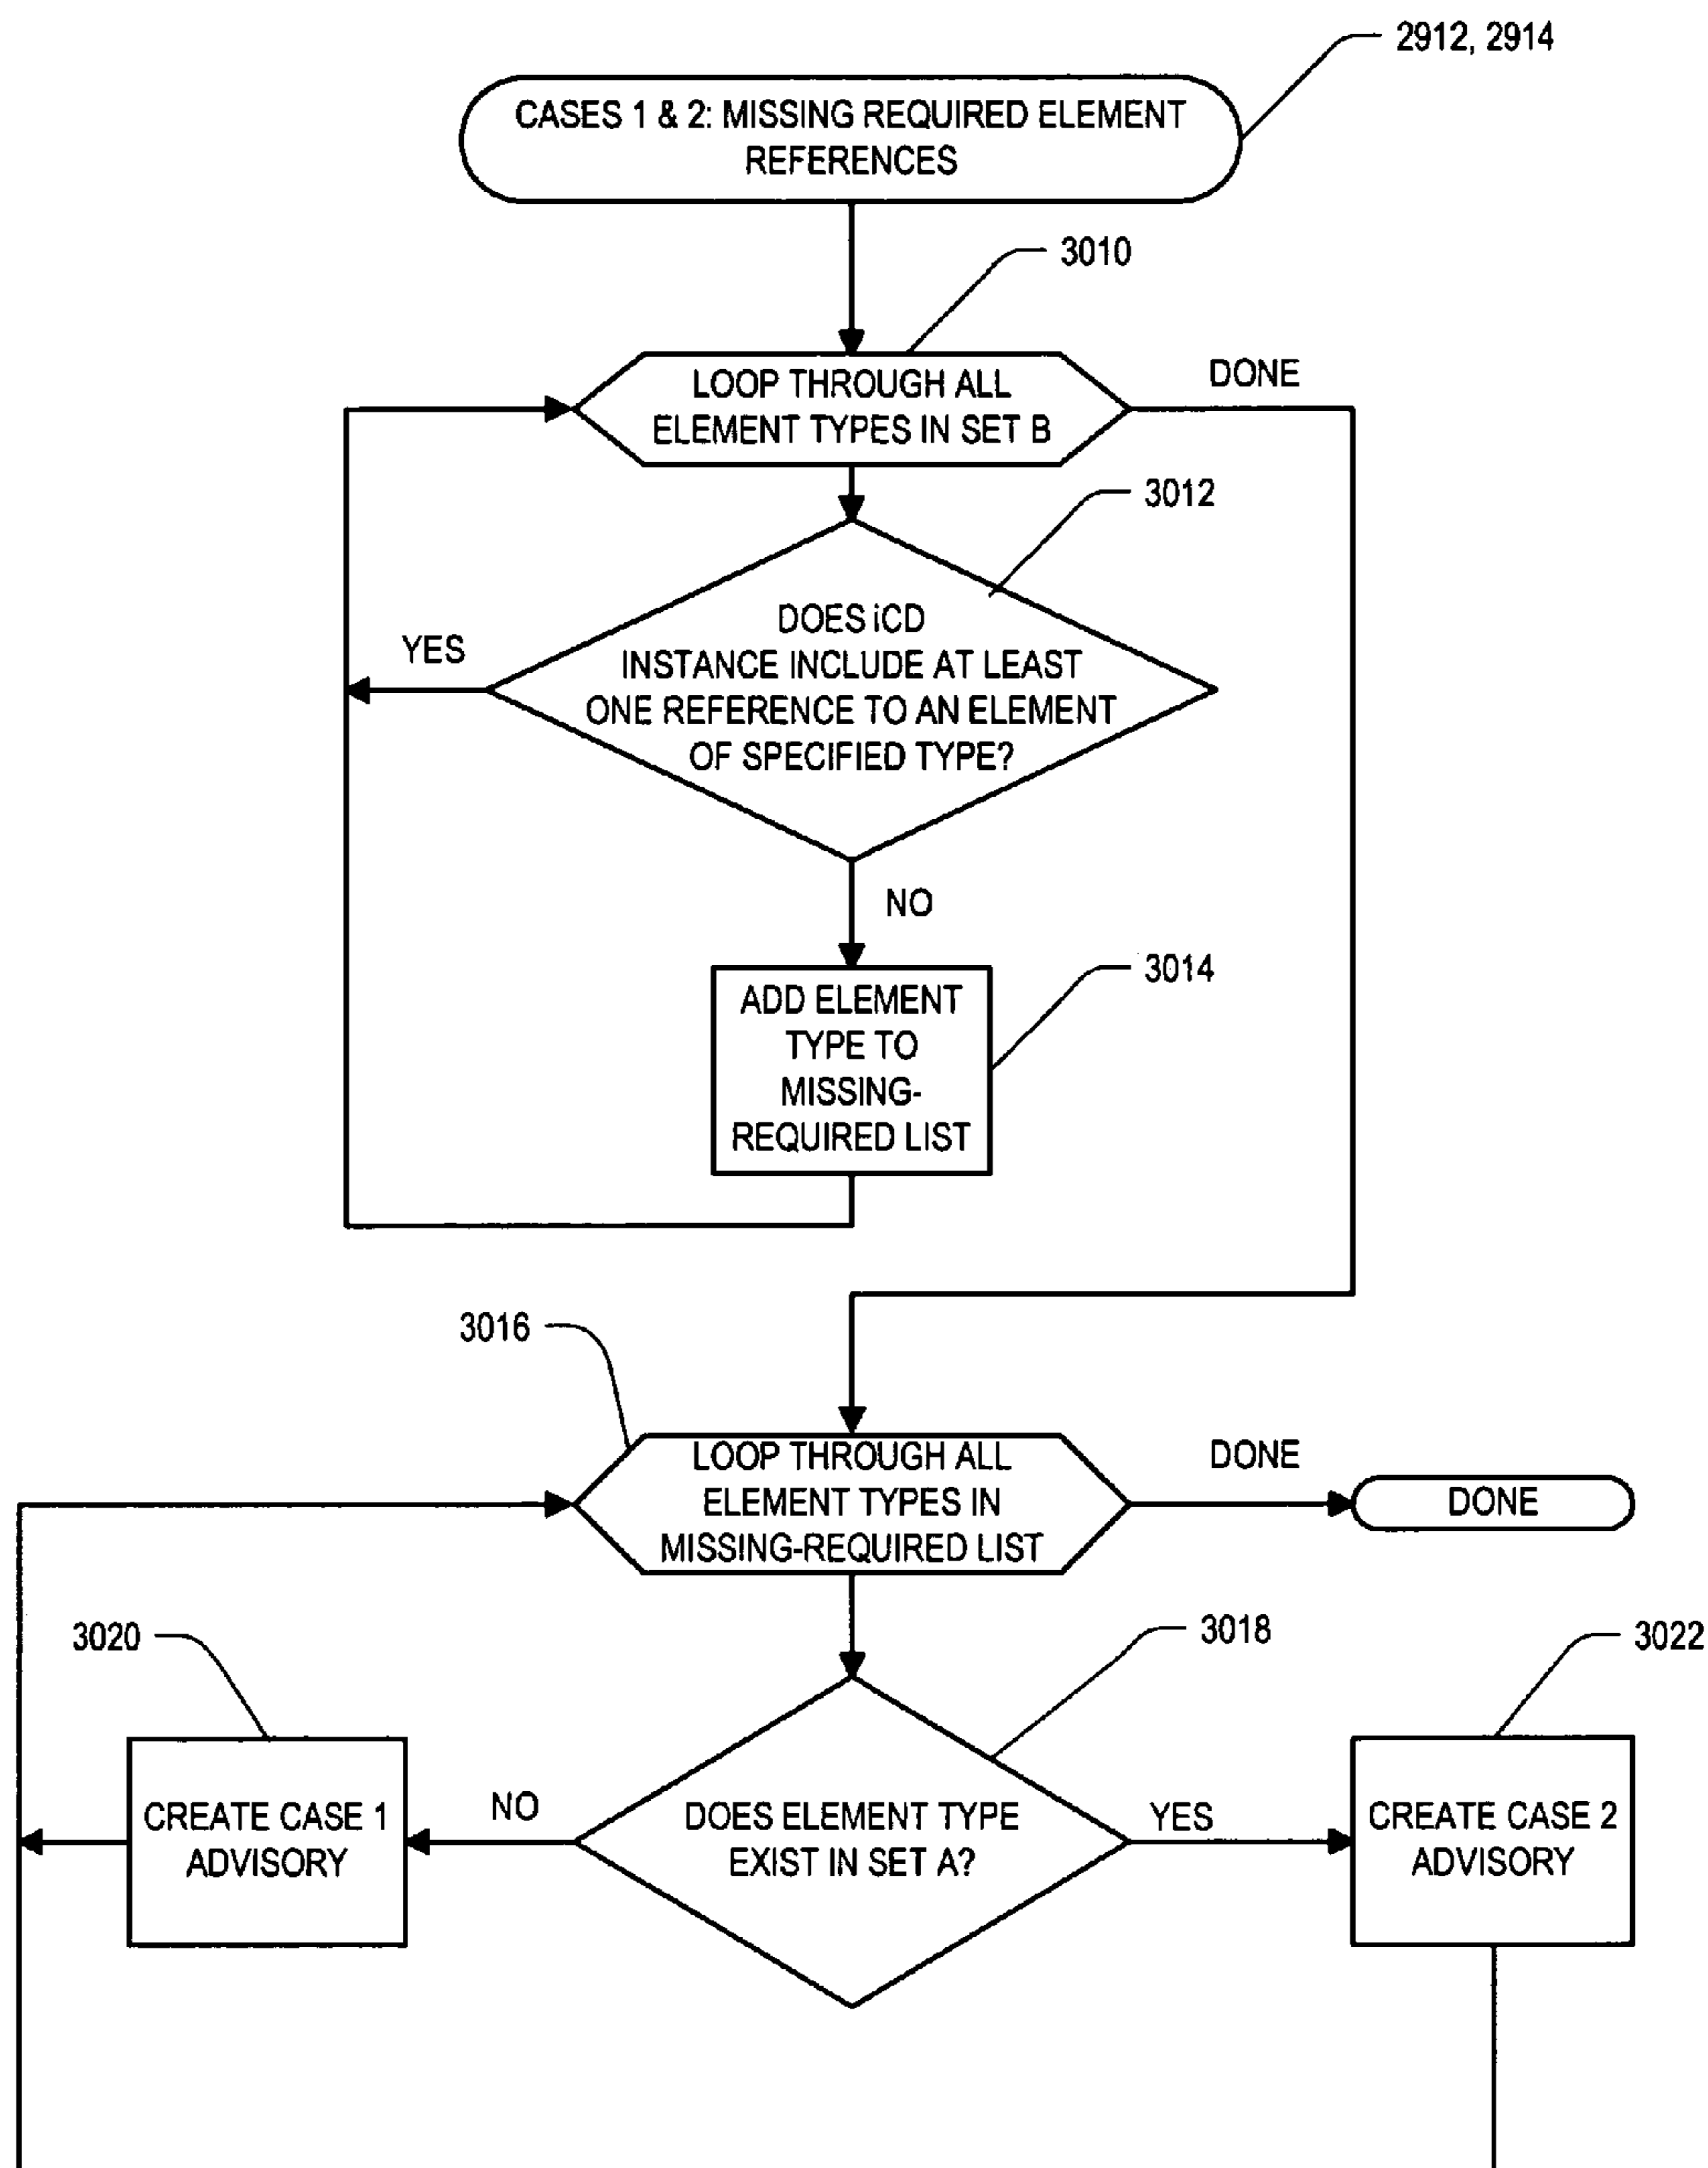 2912, 2914
CASES 1 & 2: MISSING REQUIRED ELEMENT
REFERENCES
3010
LOOP THROUGH ALL
ELEMENT TYPES IN SET B
DONE
3012
DOES iCD
INSTANCE INCLUDE AT LEAST
ONE REFERENCE TO AN ELEMENT
OF SPECIFIED TYPE?
YES
NO
3014
ADD ELEMENT
TYPE TO
MISSING-
REQUIRED LIST
3016
LOOP THROUGH ALL
ELEMENT TYPES IN
MISSING-REQUIRED LIST
DONE
DONE
3020
3018
3022
CREATE CASE 1
ADVISORY
NO
DOES ELEMENT TYPE
EXIST IN SET A?
YES
CREATE CASE 2
ADVISORY